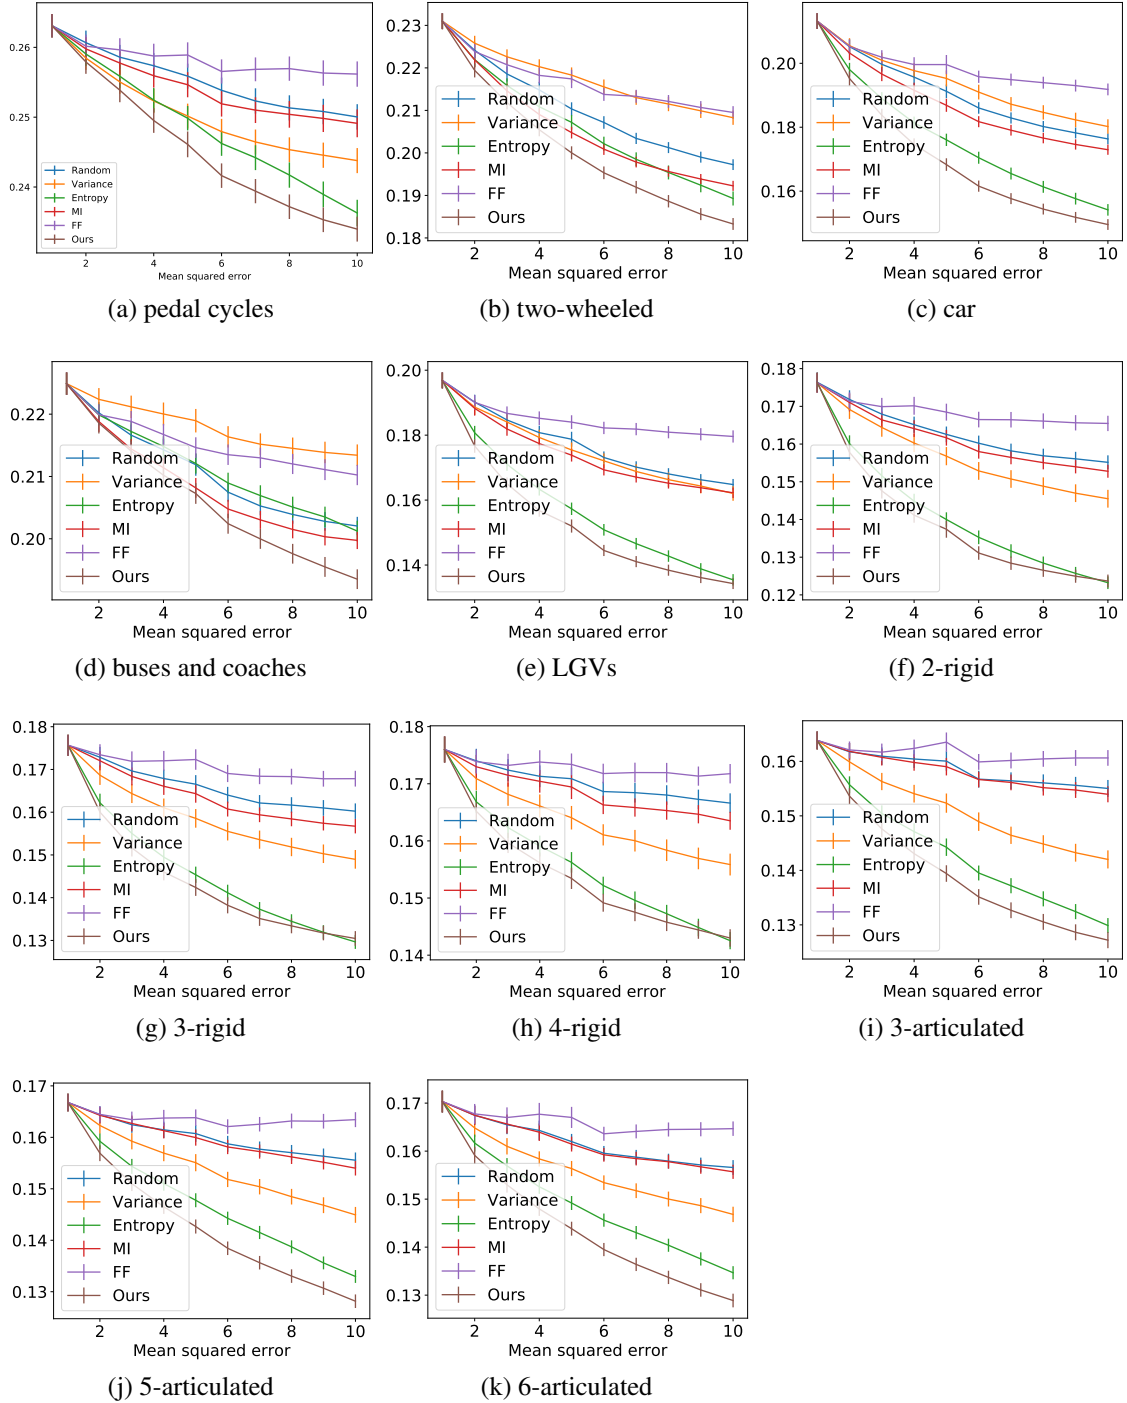 0.26
0.25
0.24
Random
Variance
Entropy
MI
FF
Ours
2 4 6 8 10
Mean squared error
(a) pedal cycles
0.23
0.22
0.21
0.20
0.19
0.18
Random
Variance
Entropy
MI
FF
Ours
2 4 6 8 10
Mean squared error
(b) two-wheeled
0.20
0.18
0.16
Random
Variance
Entropy
MI
FF
Ours
2 4 6 8 10
Mean squared error
(c) car
0.22
0.21
0.20
Random
Variance
Entropy
MI
FF
Ours
2 4 6 8 10
Mean squared error
(d) buses and coaches
0.20
0.18
0.16
0.14
Random
Variance
Entropy
MI
FF
Ours
2 4 6 8 10
Mean squared error
(e) LGVs
0.18
0.17
0.16
0.15
0.14
0.13
0.12
Random
Variance
Entropy
MI
FF
Ours
2 4 6 8 10
Mean squared error
(f) 2-rigid
0.18
0.17
0.16
0.15
0.14
0.13
Random
Variance
Entropy
MI
FF
Ours
2 4 6 8 10
Mean squared error
(g) 3-rigid
0.18
0.17
0.16
0.15
0.14
Random
Variance
Entropy
MI
FF
Ours
2 4 6 8 10
Mean squared error
(h) 4-rigid
0.16
0.15
0.14
0.13
Random
Variance
Entropy
MI
FF
Ours
2 4 6 8 10
Mean squared error
(i) 3-articulated
0.17
0.16
0.15
0.14
0.13
Random
Variance
Entropy
MI
FF
Ours
2 4 6 8 10
Mean squared error
(j) 5-articulated
0.17
0.16
0.15
0.14
0.13
Random
Variance
Entropy
MI
FF
Ours
2 4 6 8 10
Mean squared error
(k) 6-articulated